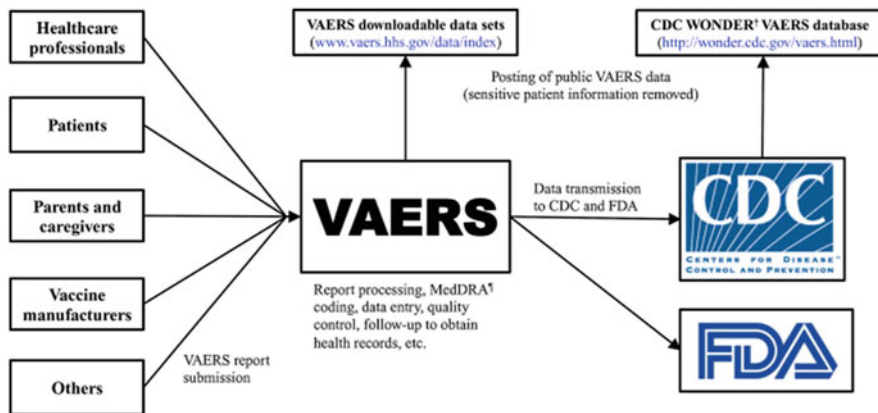 Healthcare
professionals
Patients
Parents and
caregivers
Vaccine
manufacturers
Others
VAERS report
submission
VAERS downloadable data sets
(www.vaers.hhs.gov/data/index)
VAERS
Report processing, MedDRA¶
coding, data entry, quality
control, follow-up to obtain
health records, etc.
Posting of public VAERS data
(sensitive patient information removed)
Data transmission
to CDC and FDA
CDC WONDER† VAERS database
(http://wonder.cdc.gov/vaers.html)
CDC
CENTERS FOR DISEASE™
CONTROL AND PREVENTION
FDA